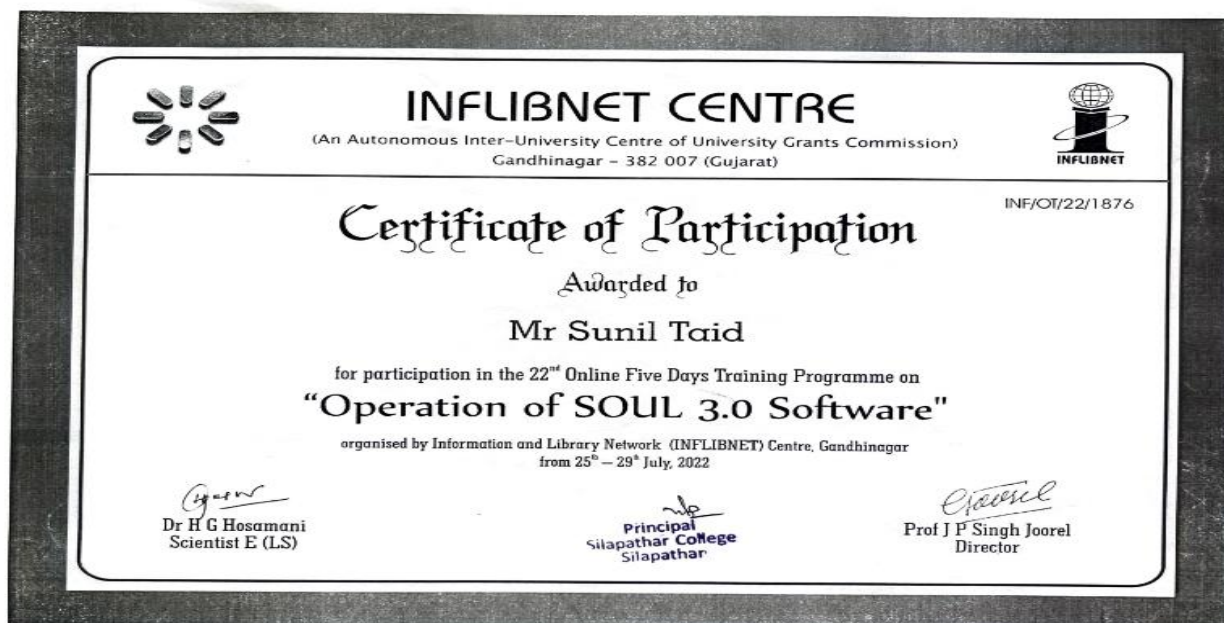 INFLIBNET CENTRE
(An Autonomous Inter-University Centre of University Grants Commission)
Gandhinagar - 382 007 (Gujarat)
INFLIBNET
INF/OT/22/1876
Certificate of Participation
Awarded to
Mr Sunil Taid
for participation in the 22nd Online Five Days Training Programme on
“Operation of SOUL 3.0 Software"
organised by Information and Library Network (INFLIBNET) Centre, Gandhinagar
from 25th – 29th July, 2022
Dr H G Hosamani
Scientist E (LS)
Principal
Silapathar College
Silapathar
Prof J P Singh Joorel
Director